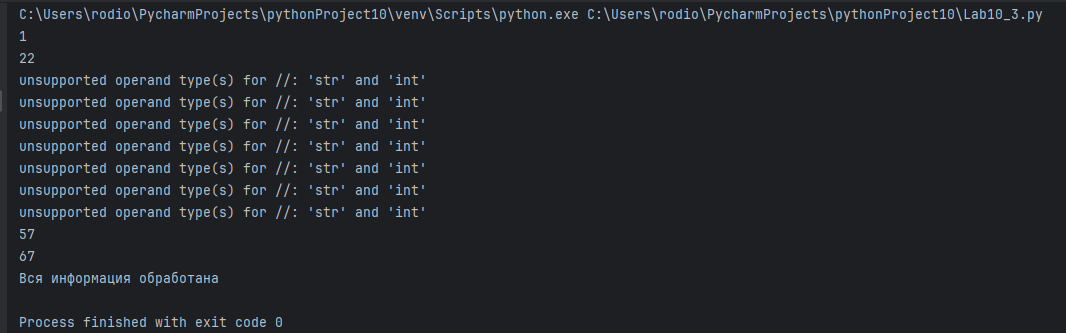 C:\Users\rodio\PycharmProjects\pythonProject10\venv\Scripts\python.exe C:\Users\rodio\PycharmProjects\pythonProject10\Lab10_3.py
1
22
unsupported operand type(s) for //: 'str' and 'int'
unsupported operand type(s) for //: 'str' and 'int'
unsupported operand type(s) for //: 'str' and 'int'
unsupported operand type(s) for //: 'str' and 'int'
unsupported operand type(s) for //: 'str' and 'int'
unsupported operand type(s) for //: 'str' and 'int'
unsupported operand type(s) for //: 'str' and 'int'
57
67
Вся информация обработана
Process finished with exit code 0